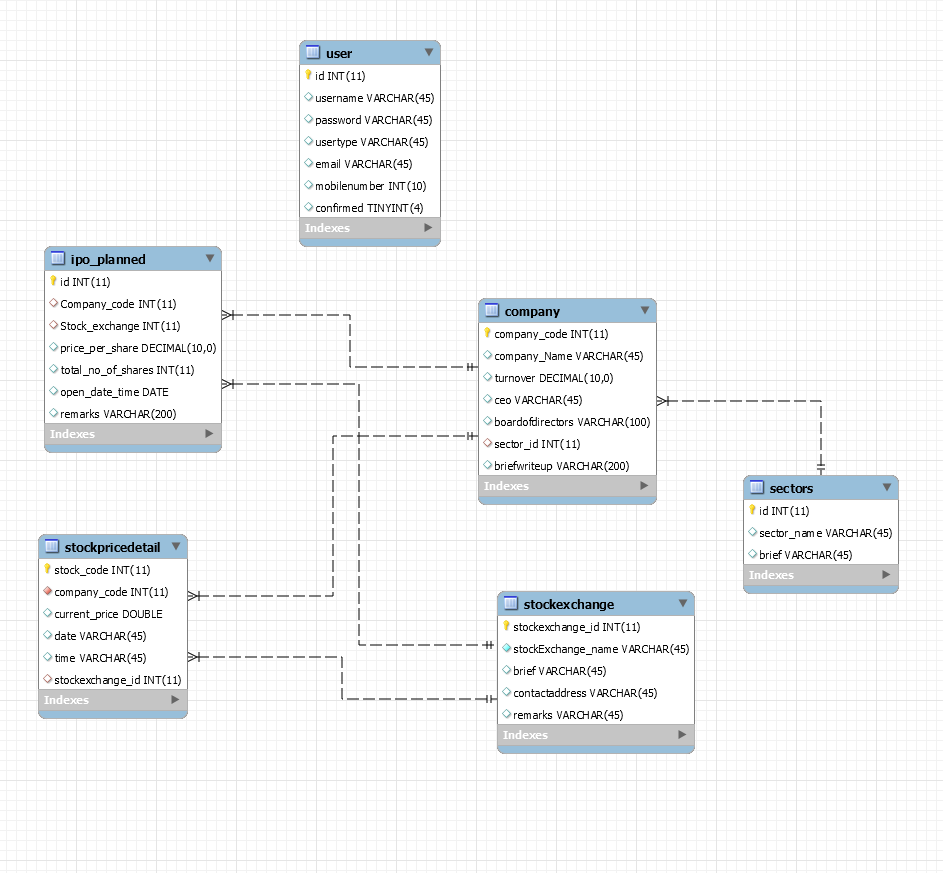 user
id INT(11)
username VARCHAR(45)
password VARCHAR(45)
usertype VARCHAR(45)
email VARCHAR(45)
mobilenumber INT(10)
confirmed TINYINT(4)
Indexes
ipo_planned
id INT(11)
Company_code INT(11)
Stock_exchange INT(11)
price_per_share DECIMAL(10,0)
total_no_of_shares INT(11)
open_date_time DATE
remarks VARCHAR(200)
Indexes
company
company_code INT(11)
company_Name VARCHAR(45)
turnover DECIMAL(10,0)
ceo VARCHAR(45)
boardofdirectors VARCHAR(100)
sector_id INT(11)
briefwriteup VARCHAR(200)
Indexes
sectors
id INT(11)
sector_name VARCHAR(45)
brief VARCHAR(45)
Indexes
stockpricedetail
stock_code INT(11)
company_code INT(11)
current_price DOUBLE
date VARCHAR(45)
time VARCHAR(45)
stockexchange_id INT(11)
Indexes
stockexchange
stockexchange_id INT(11)
stockExchange_name VARCHAR(45)
brief VARCHAR(45)
contactaddress VARCHAR(45)
remarks VARCHAR(45)
Indexes